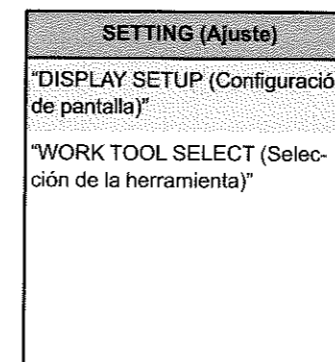 SETTING (Ajuste)
“DISPLAY SETUP (Configuració
de pantalla)”
“WORK TOOL SELECT (Selec-
ción de la herramienta)”